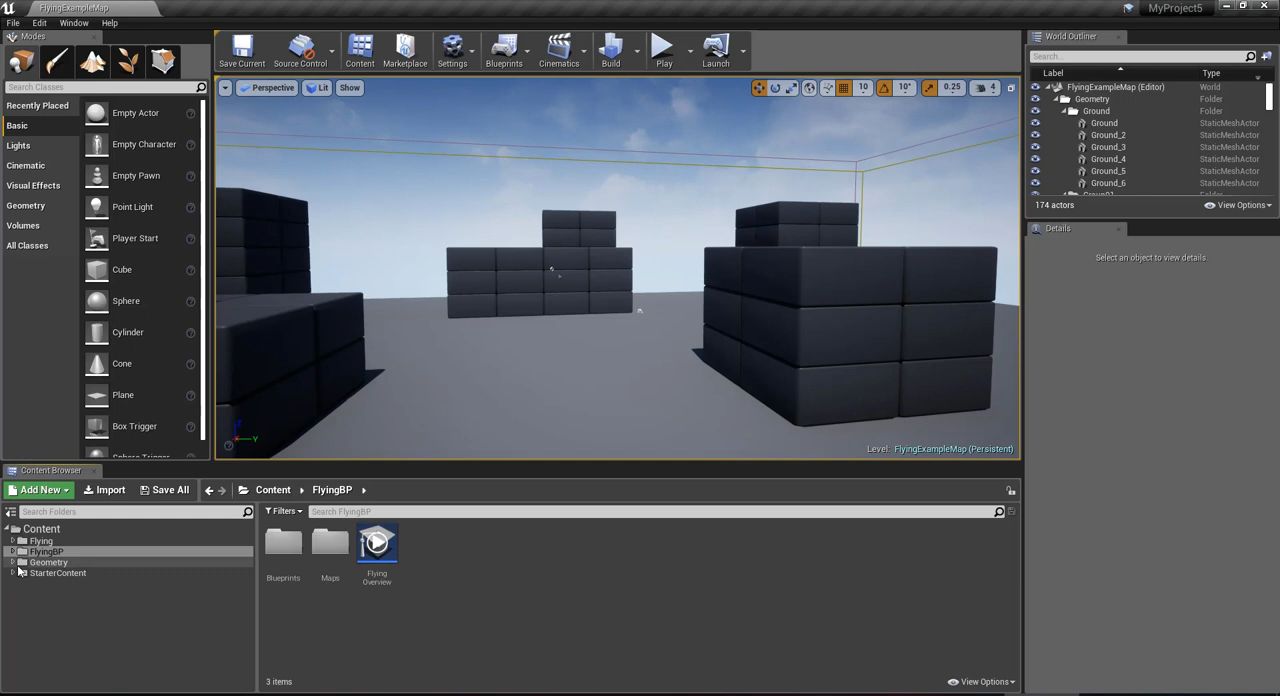 FlyingExampleMap
MyProject5
File Edit Window Help
Modes
Search Classes
Recently Placed
Basic
Lights
Cinematic
Visual Effects
Geometry
Volumes
All Classes
Empty Actor
Empty Character
Empty Pawn
Point Light
Player Start
Cube
Sphere
Cylinder
Cone
Plane
Box Trigger
Sphere Trigger
Save Current
Source Control
Content
Marketplace
Settings
Blueprints
Cinematics
Build
Play
Launch
Perspective Lit Show
10 10° 0.25 4
Y
Level: FlyingExampleMap (Persistent)
World Outliner
Search...
Label Type
FlyingExampleMap (Editor) World
Geometry Folder
Ground Folder
Ground StaticMeshActor
Ground_2 StaticMeshActor
Ground_3 StaticMeshActor
Ground_4 StaticMeshActor
Ground_5 StaticMeshActor
Ground_6 StaticMeshActor
Folder
174 actors View Options
Details
Select an object to view details.
Content Browser
Add New Import Save All Content FlyingBP
Search Folders
Content
Flying
FlyingBP
Geometry
StarterContent
Filters Search FlyingBP
Blueprints
Maps
Flying
Overview
3 items View Options